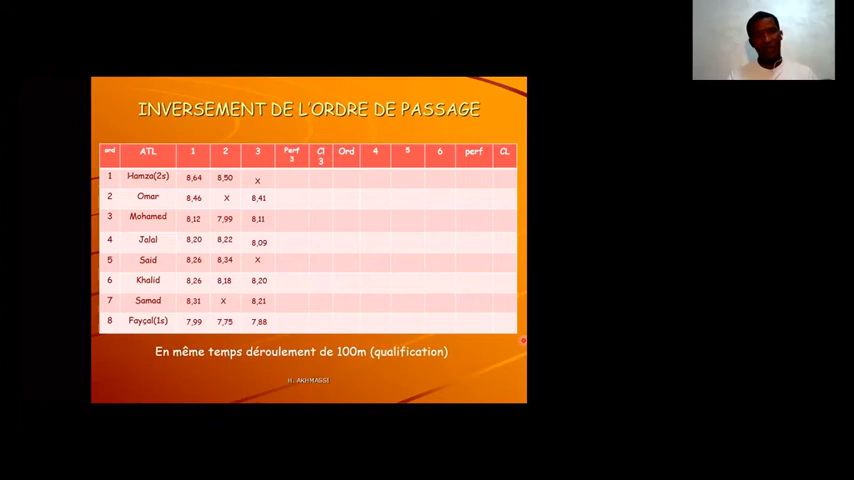 INVERSEMENT DE L'ORDRE DE PASSAGE
ord ATL 1 2 3 Perf 3 Cl 3 Ord 4 5 6 perf CL
1 Hamza(2s) 8,64 8,50 X
2 Omar 8,46 X 8,41
3 Mohamed 8,12 7,99 8,11
4 Jalal 8,20 8,22 8,09
5 Said 8,26 8,34 X
6 Khalid 8,26 8,18 8,20
7 Samad 8,31 X 8,21
8 Fayçal(1s) 7,99 7,75 7,88
En même temps déroulement de 100m (qualification)
H. AKHMASSI